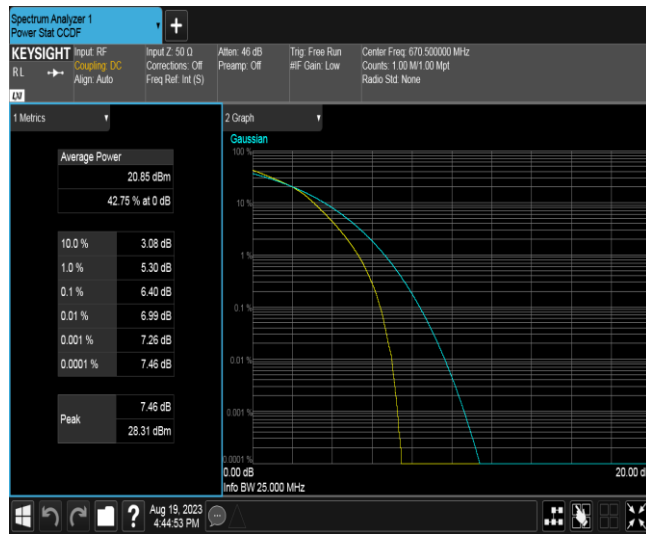 Spectrum Analyzer 1
Power Stat CCDF
+
KEYSIGHT
RL
LXI
Input: RF
Coupling: DC
Align: Auto
Input Z: 50 Ω
Corrections: Off
Freq Ref: Int (S)
Atten: 46 dB
Preamp: Off
Trig: Free Run
#IF Gain: Low
Center Freq: 670.500000 MHz
Counts: 1.00 M/1.00 Mpt
Radio Std: None
1 Metrics
Average Power
20.85 dBm
42.75 % at 0 dB
10.0 % 3.08 dB
1.0 % 5.30 dB
0.1 % 6.40 dB
0.01 % 6.99 dB
0.001 % 7.26 dB
0.0001 % 7.46 dB
Peak
7.46 dB
28.31 dBm
2 Graph
Gaussian
100 %
10 %
1 %
0.1 %
0.01 %
0.001 %
0.0001 %
0.00 dB
20.00 d
Info BW 25.000 MHz
?
Aug 19, 2023
4:44:53 PM